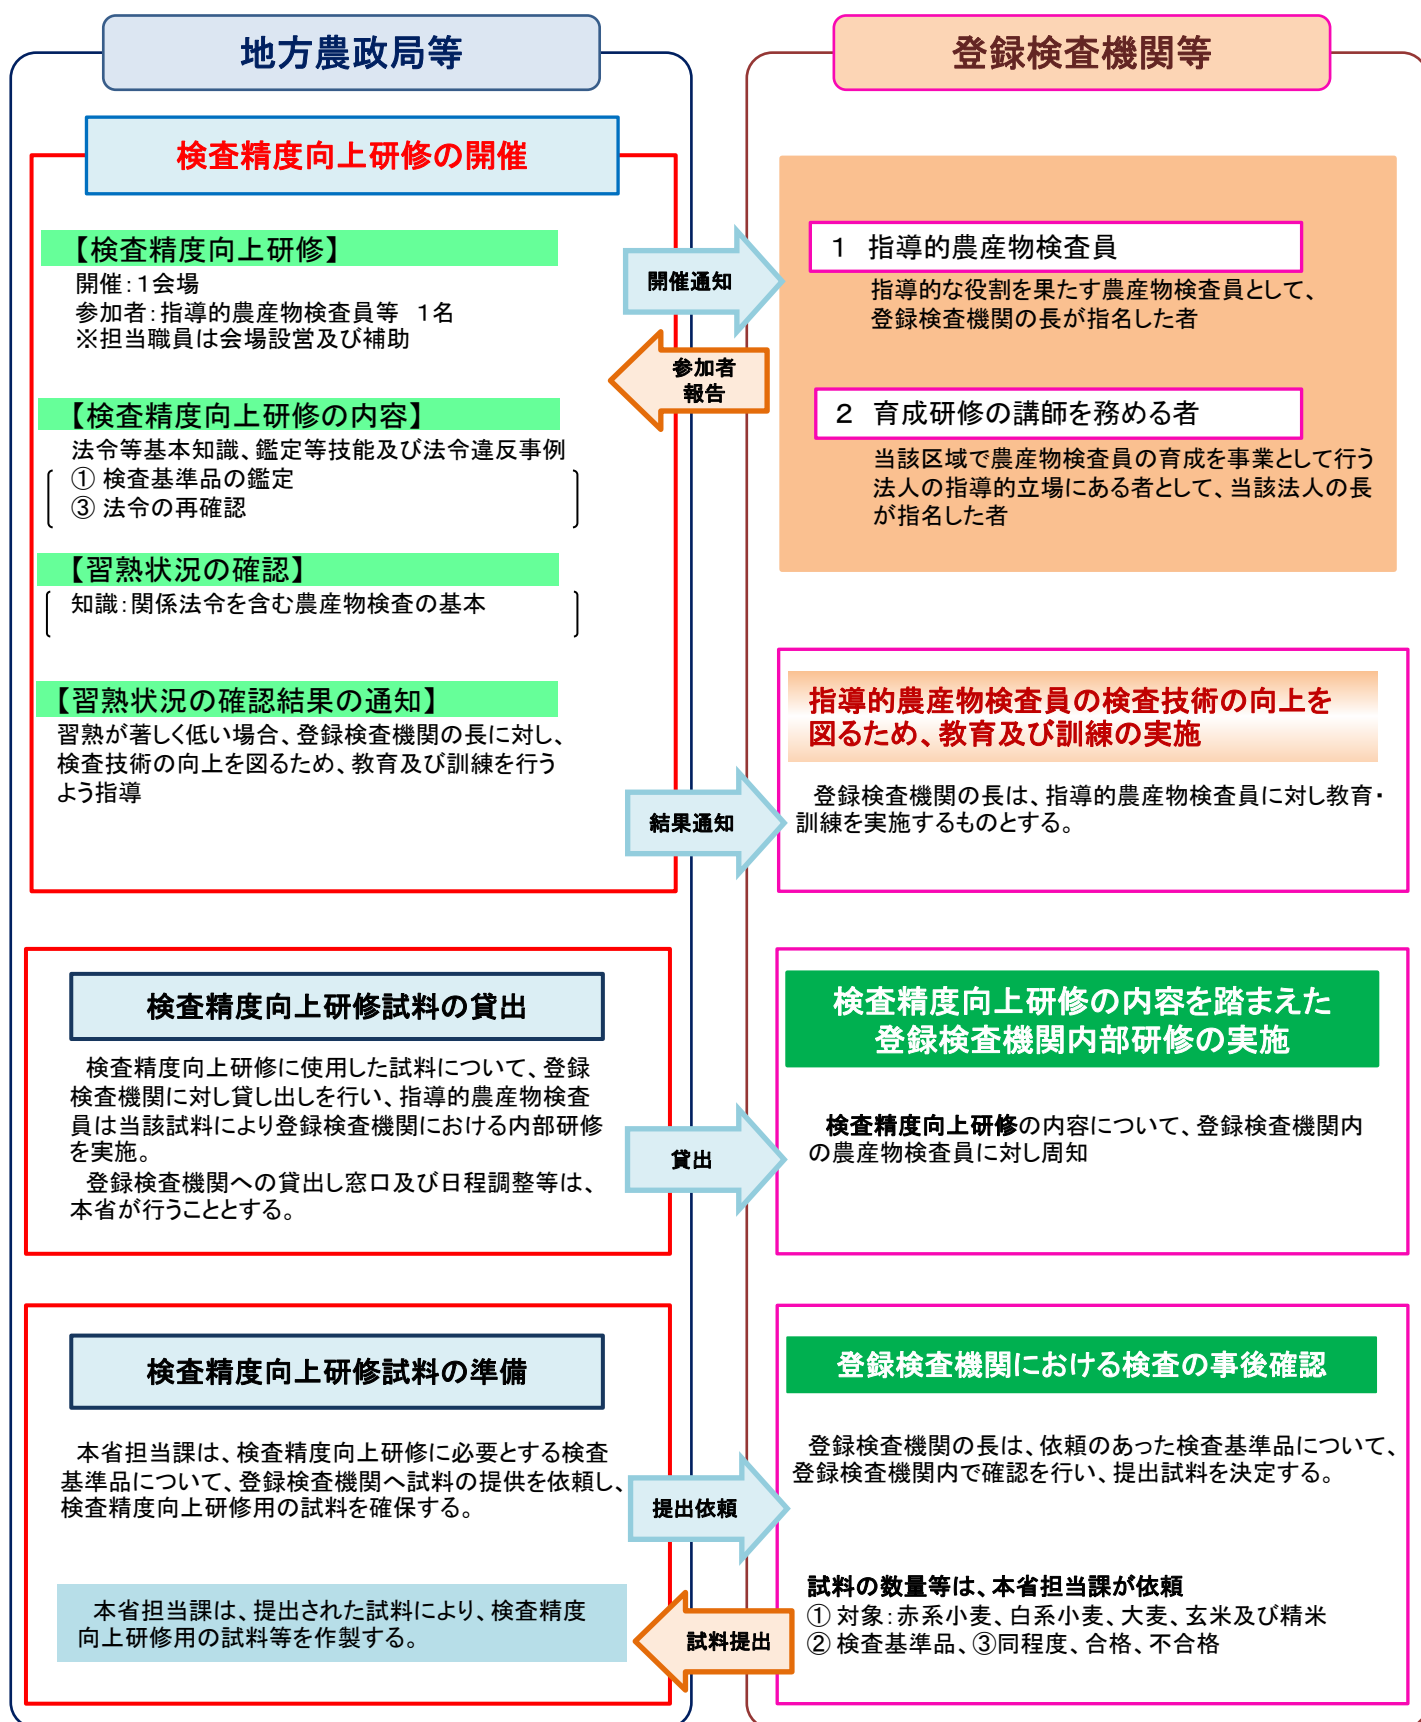 地方農政局等
検査精度向上研修の開催
【検査精度向上研修】
開催：１会場
参加者：指導的農産物検査員等　１名
※担当職員は会場設営及び補助
【検査精度向上研修の内容】
法令等基本知識、鑑定等技能及び法令違反事例
① 検査基準品の鑑定
③ 法令の再確認
【習熟状況の確認】
知識：関係法令を含む農産物検査の基本
【習熟状況の確認結果の通知】
習熟が著しく低い場合、登録検査機関の長に対し、
検査技術の向上を図るため、教育及び訓練を行う
よう指導
開催通知
参加者
報告
結果通知
登録検査機関等
１　指導的農産物検査員
指導的な役割を果たす農産物検査員として、
登録検査機関の長が指名した者
２　育成研修の講師を務める者
当該区域で農産物検査員の育成を事業として行う
法人の指導的立場にある者として、当該法人の長
が指名した者
指導的農産物検査員の検査技術の向上を
図るため、教育及び訓練の実施
登録検査機関の長は、指導的農産物検査員に対し教育・
訓練を実施するものとする。
検査精度向上研修試料の貸出
検査精度向上研修に使用した試料について、登録
検査機関に対し貸し出しを行い、指導的農産物検査
員は当該試料により登録検査機関における内部研修
を実施。
登録検査機関への貸出し窓口及び日程調整等は、
本省が行うこととする。
貸出
検査精度向上研修の内容を踏まえた
登録検査機関内部研修の実施
検査精度向上研修の内容について、登録検査機関内
の農産物検査員に対し周知
検査精度向上研修試料の準備
本省担当課は、検査精度向上研修に必要とする検査
基準品について、登録検査機関へ試料の提供を依頼し、
検査精度向上研修用の試料を確保する。
本省担当課は、提出された試料により、検査精度
向上研修用の試料等を作製する。
提出依頼
試料提出
登録検査機関における検査の事後確認
登録検査機関の長は、依頼のあった検査基準品について、
登録検査機関内で確認を行い、提出試料を決定する。
試料の数量等は、本省担当課が依頼
① 対象：赤系小麦、白系小麦、大麦、玄米及び精米
② 検査基準品、③同程度、合格、不合格